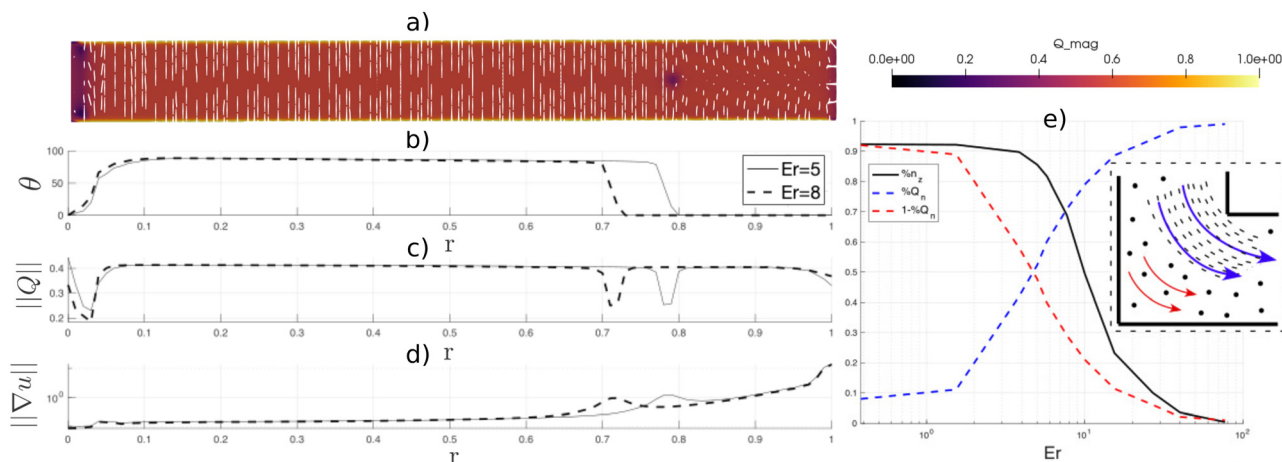 a)
Q_mag
0.0e+00 0.2 0.4 0.6 0.8 1.0e+00
b)
θ
100
50
0
Er=5
Er=8
0 0.1 0.2 0.3 0.4 0.5 0.6 0.7 0.8 0.9 1
r
c)
||Q||
0.4
0.3
0.2
0 0.1 0.2 0.3 0.4 0.5 0.6 0.7 0.8 0.9 1
r
d)
||∇u||
10⁰
0 0.1 0.2 0.3 0.4 0.5 0.6 0.7 0.8 0.9 1
r
e)
1
0.9
0.8
0.7
0.6
0.5
0.4
0.3
0.2
0.1
0
%n_z
%Q_n
1-%Q_n
10⁰ 10¹ 10²
Er